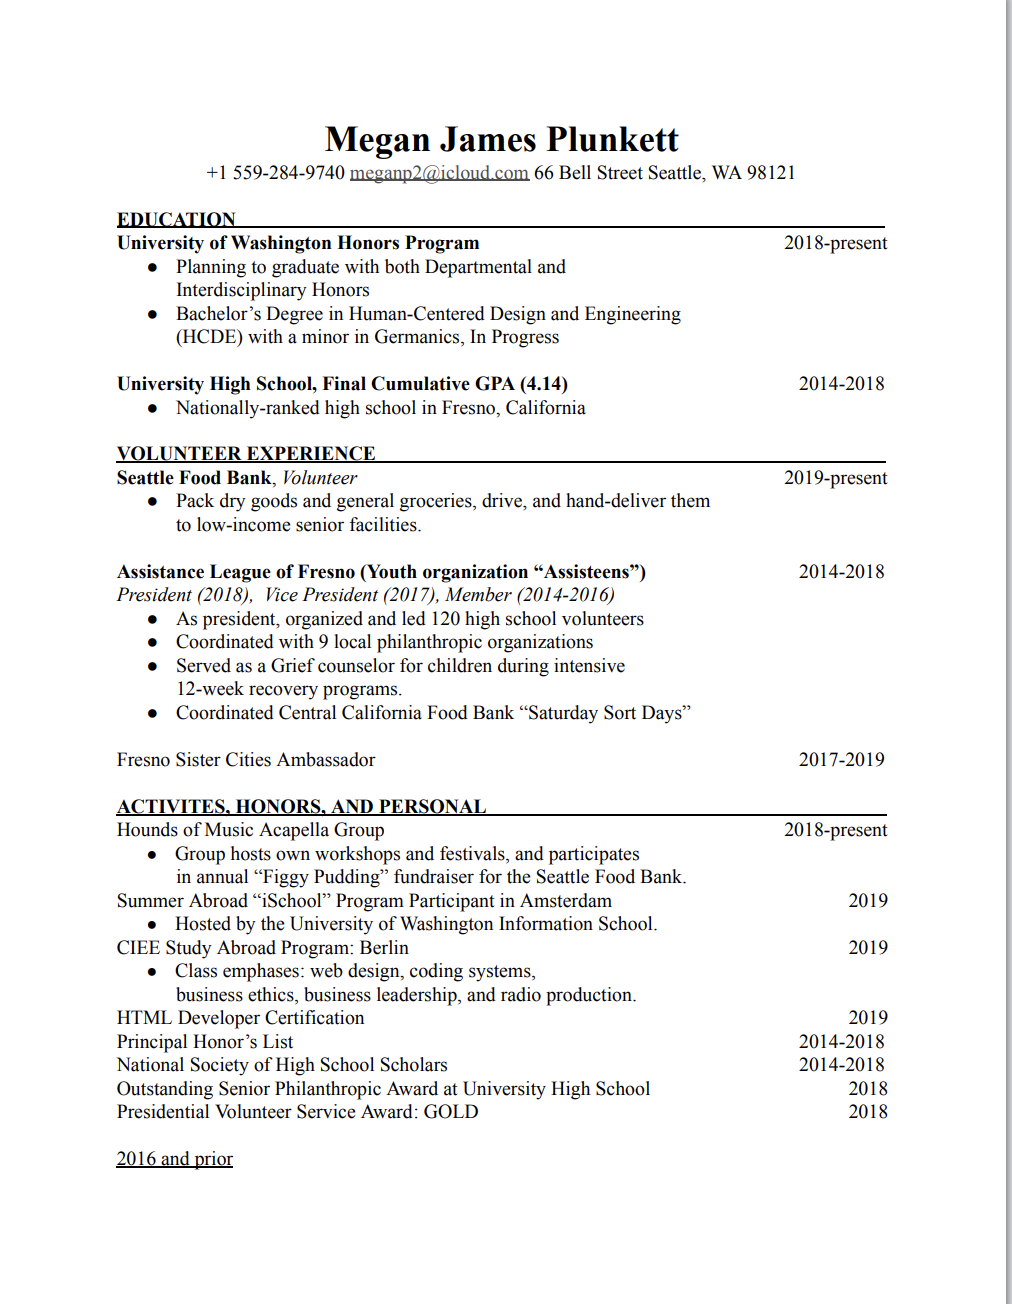 Megan James Plunkett
+1 559-284-9740 meganp2@icloud.com 66 Bell Street Seattle, WA 98121
EDUCATION
University of Washington Honors Program 2018-present
● Planning to graduate with both Departmental and
Interdisciplinary Honors
● Bachelor’s Degree in Human-Centered Design and Engineering
(HCDE) with a minor in Germanics, In Progress
University High School, Final Cumulative GPA (4.14) 2014-2018
● Nationally-ranked high school in Fresno, California
VOLUNTEER EXPERIENCE
Seattle Food Bank, Volunteer 2019-present
● Pack dry goods and general groceries, drive, and hand-deliver them
to low-income senior facilities.
Assistance League of Fresno (Youth organization “Assisteens”) 2014-2018
President (2018), Vice President (2017), Member (2014-2016)
● As president, organized and led 120 high school volunteers
● Coordinated with 9 local philanthropic organizations
● Served as a Grief counselor for children during intensive
12-week recovery programs.
● Coordinated Central California Food Bank “Saturday Sort Days”
Fresno Sister Cities Ambassador 2017-2019
ACTIVITES, HONORS, AND PERSONAL
Hounds of Music Acapella Group 2018-present
● Group hosts own workshops and festivals, and participates
in annual “Figgy Pudding” fundraiser for the Seattle Food Bank.
Summer Abroad “iSchool” Program Participant in Amsterdam 2019
● Hosted by the University of Washington Information School.
CIEE Study Abroad Program: Berlin 2019
● Class emphases: web design, coding systems,
business ethics, business leadership, and radio production.
HTML Developer Certification 2019
Principal Honor’s List 2014-2018
National Society of High School Scholars 2014-2018
Outstanding Senior Philanthropic Award at University High School 2018
Presidential Volunteer Service Award: GOLD 2018
2016 and prior